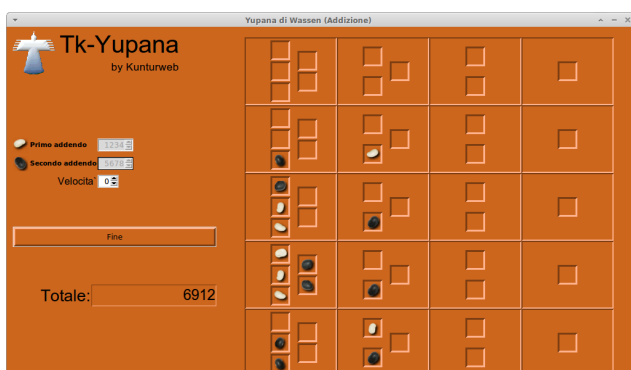 Yupana di Wassen (Addizione)
Tk-Yupana
by Kunturweb
Primo addendo 1234
Secondo addendo 5678
Velocita` 0
Fine
Totale: 6912